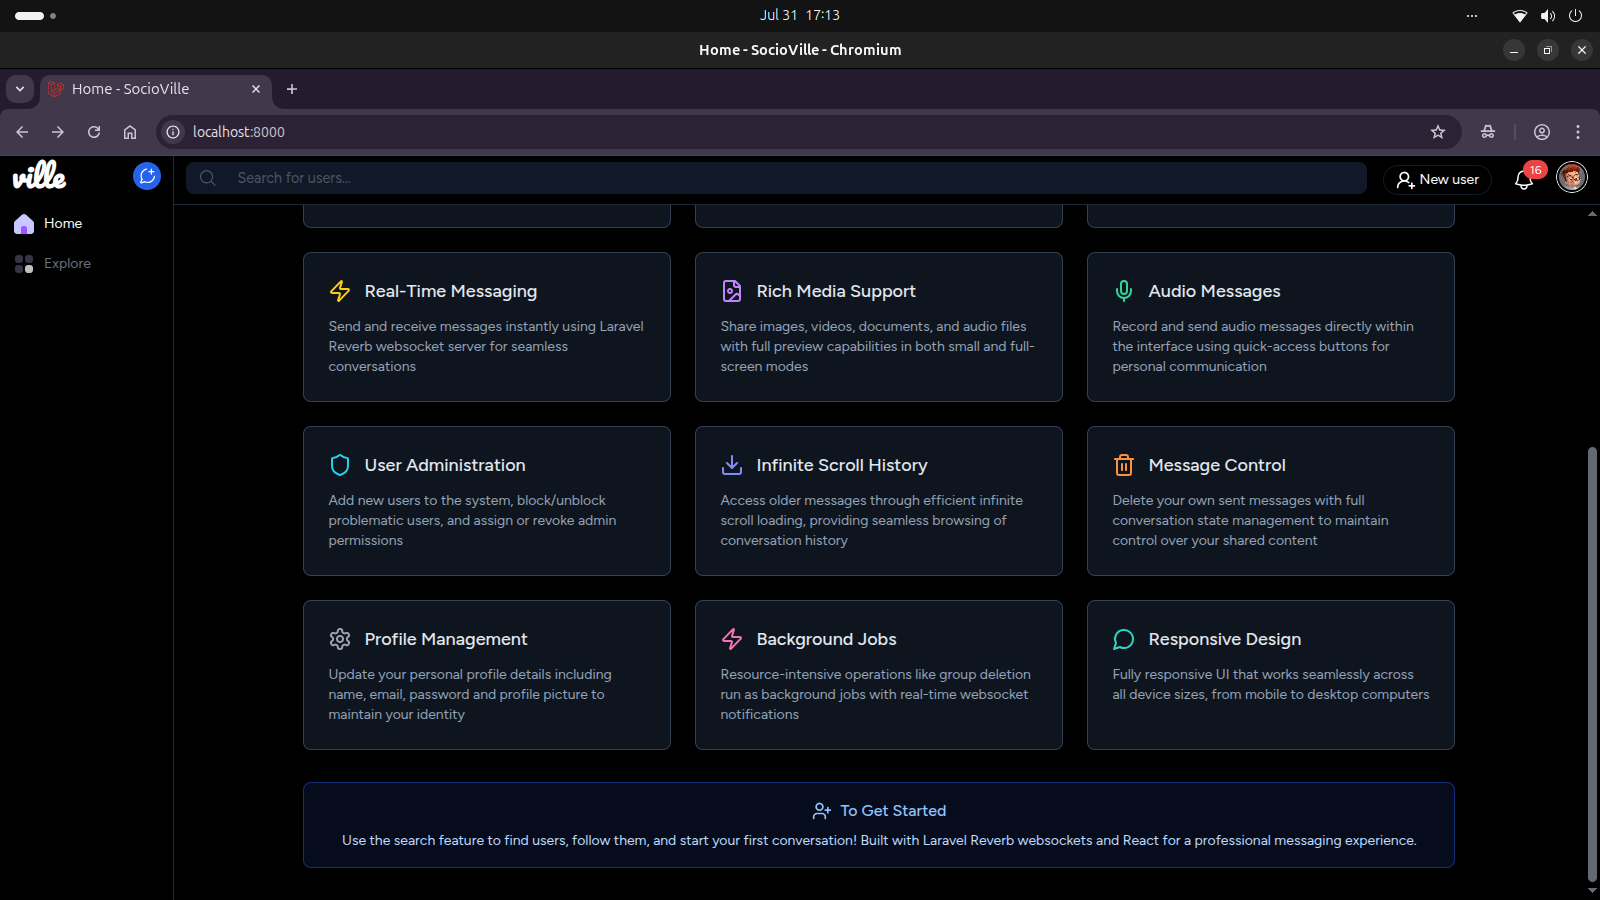 Jul 31 17:13
Home - SocioVille - Chromium
Home - SocioVille
localhost:8000
ville
Search for users...
New user
16
Home
Explore
Real-Time Messaging
Send and receive messages instantly using Laravel
Reverb websocket server for seamless
conversations
Rich Media Support
Share images, videos, documents, and audio files
with full preview capabilities in both small and full-
screen modes
Audio Messages
Record and send audio messages directly within
the interface using quick-access buttons for
personal communication
User Administration
Add new users to the system, block/unblock
problematic users, and assign or revoke admin
permissions
Infinite Scroll History
Access older messages through efficient infinite
scroll loading, providing seamless browsing of
conversation history
Message Control
Delete your own sent messages with full
conversation state management to maintain
control over your shared content
Profile Management
Update your personal profile details including
name, email, password and profile picture to
maintain your identity
Background Jobs
Resource-intensive operations like group deletion
run as background jobs with real-time websocket
notifications
Responsive Design
Fully responsive UI that works seamlessly across
all device sizes, from mobile to desktop computers
To Get Started
Use the search feature to find users, follow them, and start your first conversation! Built with Laravel Reverb websockets and React for a professional messaging experience.